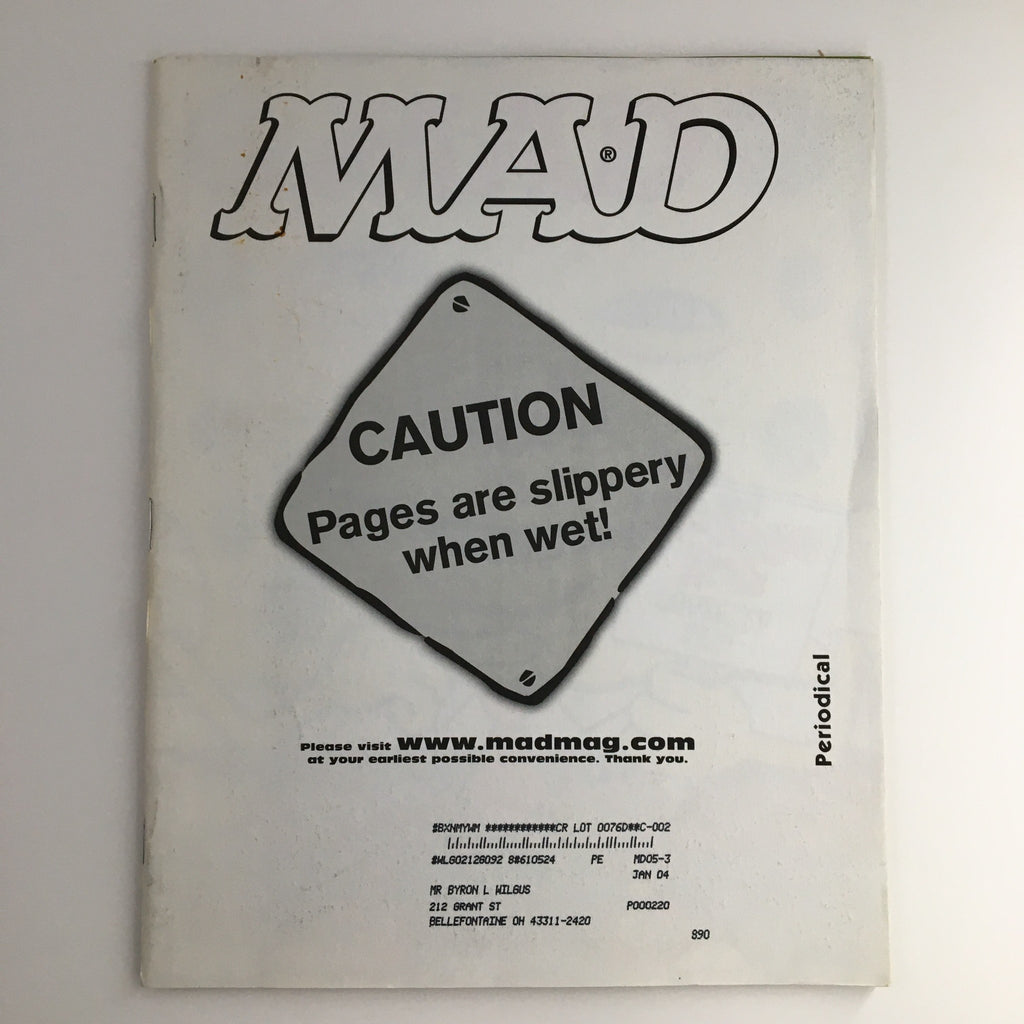 MAD®
CAUTION
Pages are slippery
when wet!
Periodical
Please visit www.madmag.com
at your earliest possible convenience. Thank you.
#BXNMYWM ************CR LOT 0076D**C-002
#WLG02126092 8#610524 PE MD05-3
JAN 04
MR BYRON L WILGUS
212 GRANT ST P000220
BELLEFONTAINE OH 43311-2420
890